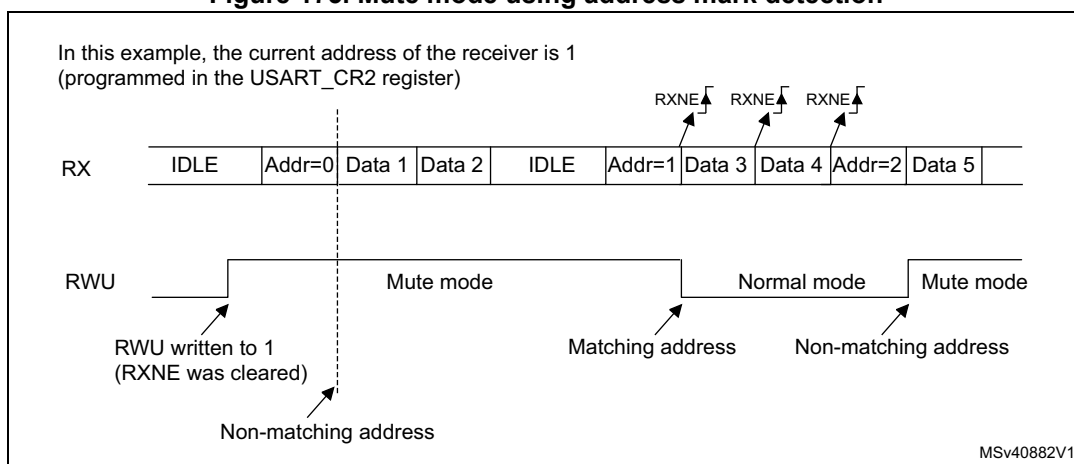 Figure 173. Mute mode using address mark detection
In this example, the current address of the receiver is 1
(programmed in the USART_CR2 register)
RXNE RXNE RXNE
RX IDLE Addr=0 Data 1 Data 2 IDLE Addr=1 Data 3 Data 4 Addr=2 Data 5
RWU Mute mode Normal mode Mute mode
RWU written to 1
(RXNE was cleared)
Matching address Non-matching address
Non-matching address
MSv40882V1